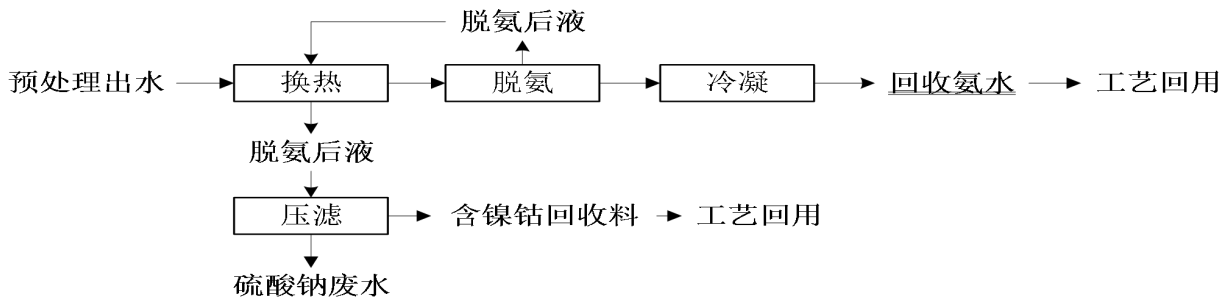 脱氨后液
预处理出水 换热 脱氨 冷凝 回收氨水 工艺回用
脱氨后液
压滤 含镍钴回收料 工艺回用
硫酸钠废水